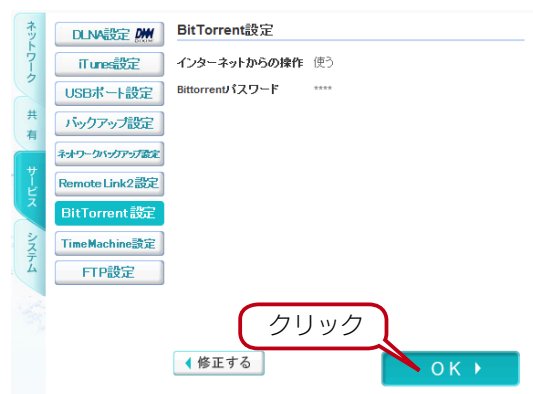 ネットワーク
共有
サービス
システム
DLNA設定
iTunes設定
USBポート設定
バックアップ設定
ネットワークバックアップ設定
Remote Link2設定
BitTorrent設定
TimeMachine設定
FTP設定
BitTorrent設定
インターネットからの操作 使う
Bittorrentパスワード ****
クリック
修正する
OK